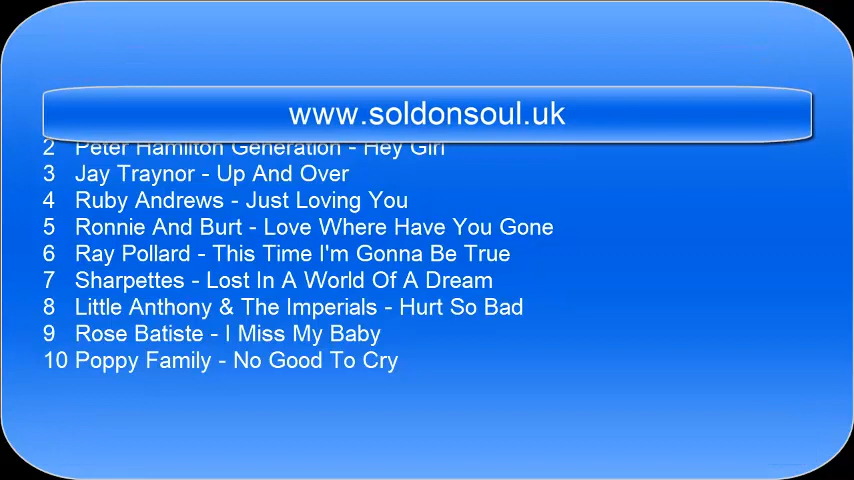 www.soldonsoul.uk
2 Peter Hamilton Generation - Hey Girl
3 Jay Traynor - Up And Over
4 Ruby Andrews - Just Loving You
5 Ronnie And Burt - Love Where Have You Gone
6 Ray Pollard - This Time I'm Gonna Be True
7 Sharpettes - Lost In A World Of A Dream
8 Little Anthony & The Imperials - Hurt So Bad
9 Rose Batiste - I Miss My Baby
10 Poppy Family - No Good To Cry